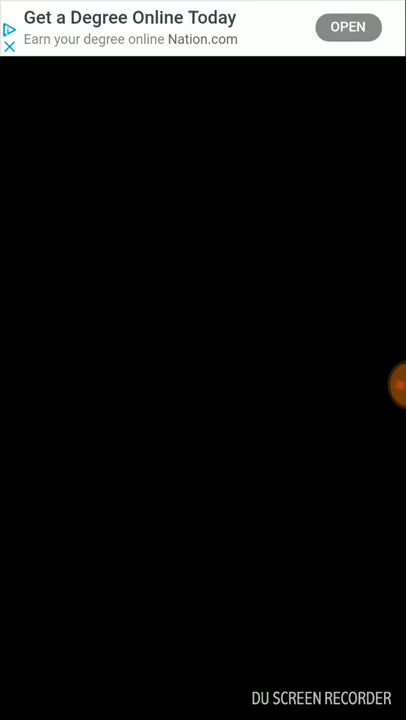 Get a Degree Online Today
Earn your degree online Nation.com
OPEN
DU SCREEN RECORDER